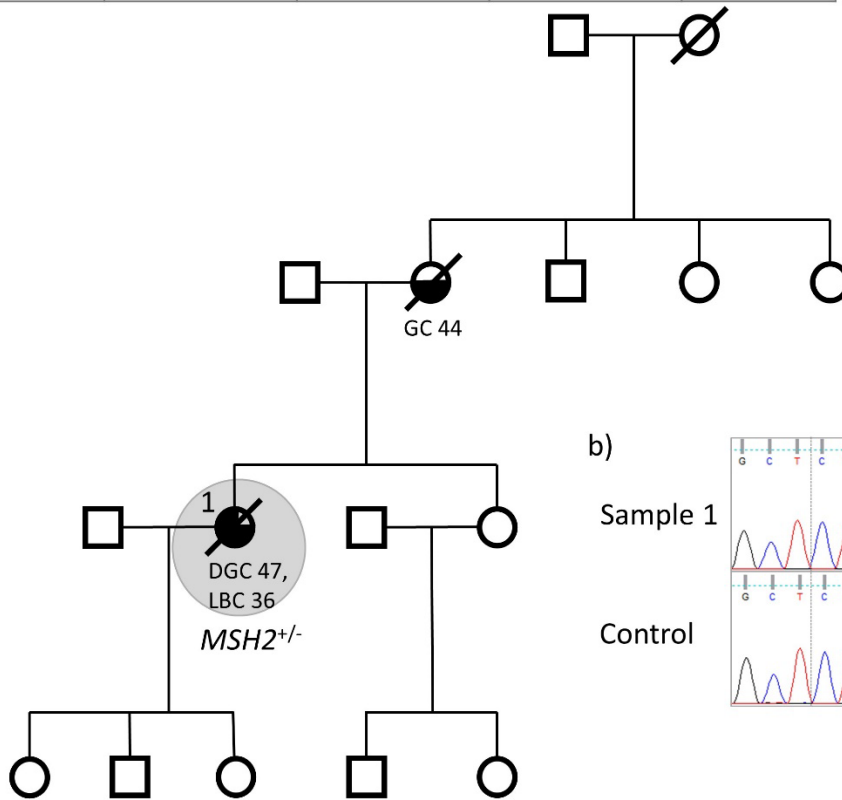 GC 44
b)
G C T C
Sample 1
1
DGC 47,
LBC 36
MSH2+/-
G C T C
Control